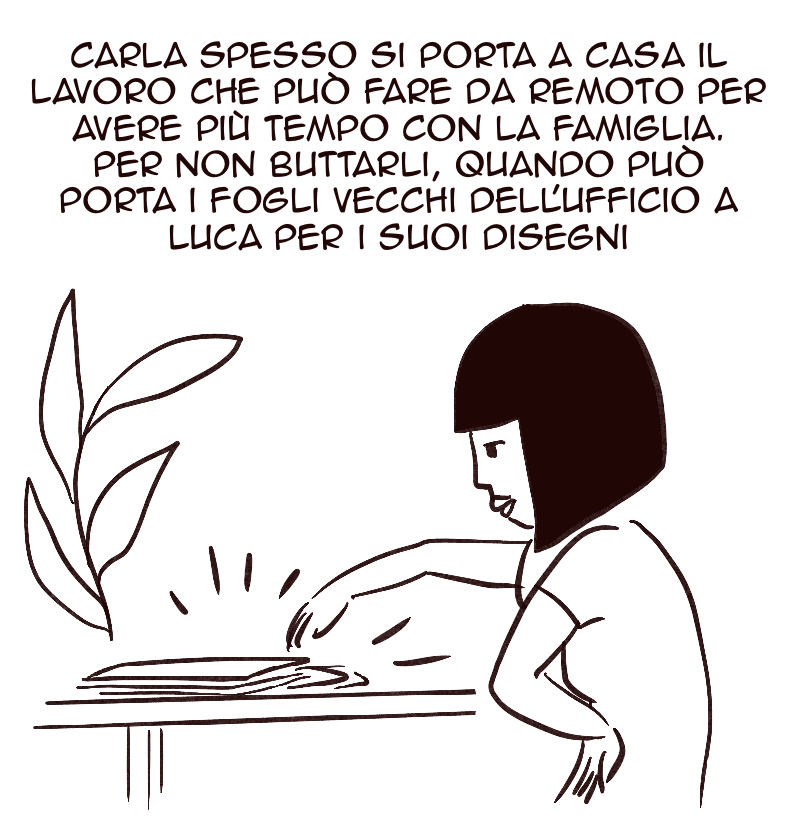 CARLA SPESSO SI PORTA A CASA IL
LAVORO CHE PUÒ FARE DA REMOTO PER
AVERE PIÙ TEMPO CON LA FAMIGLIA.
PER NON BUTTARLI, QUANDO PUÒ
PORTA I FOGLI VECCHI DELL'UFFICIO A
LUCA PER I SUOI DISEGNI